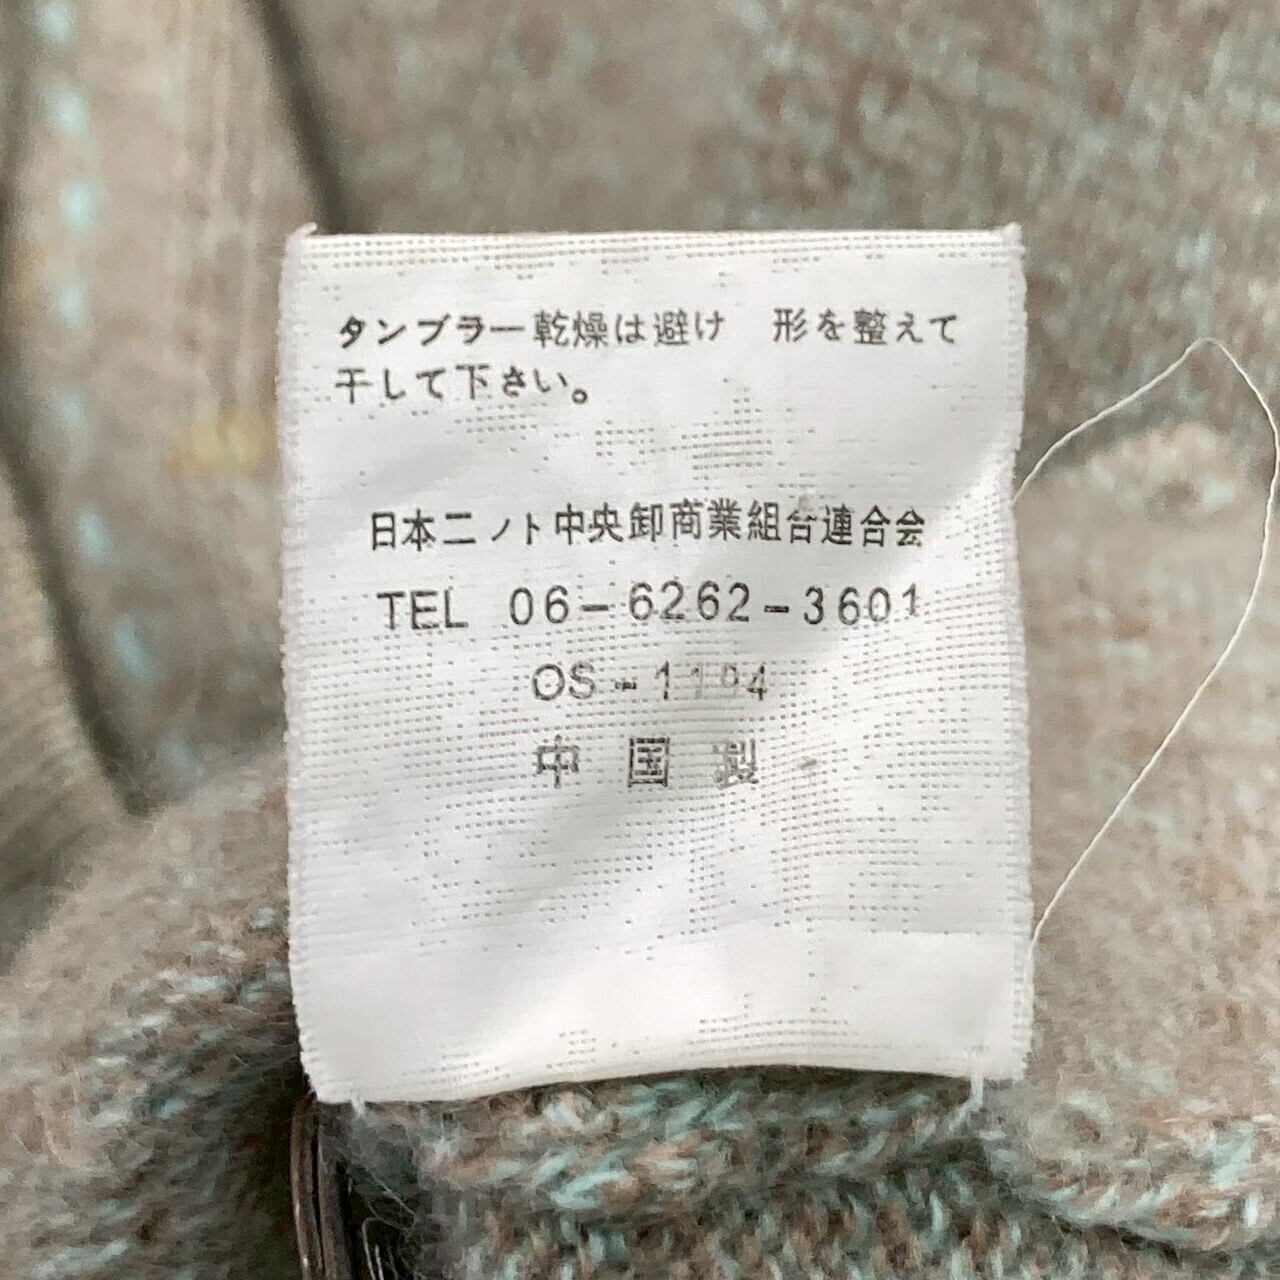 タンブラー乾燥は避け　形を整えて
干して下さい。
日本ニット中央卸商業組合連合会
TEL 06-6262-3601
OS-1194
中国製